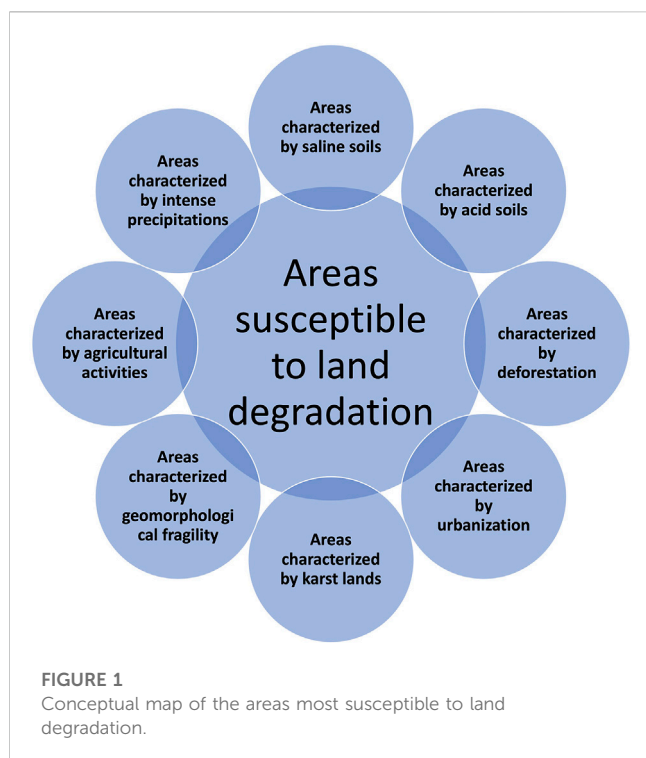 Areas
characterized
by saline soils
Areas
characterized
by acid soils
Areas
characterized
by
deforestation
Areas
characterized
by
urbanization
Areas
characterized
by karst lands
Areas
characterized
by
geomorphologi
cal fragility
Areas
characterized
by agricultural
activities
Areas
characterized
by intense
precipitations
Areas
susceptible
to land
degradation
FIGURE 1
Conceptual map of the areas most susceptible to land
degradation.